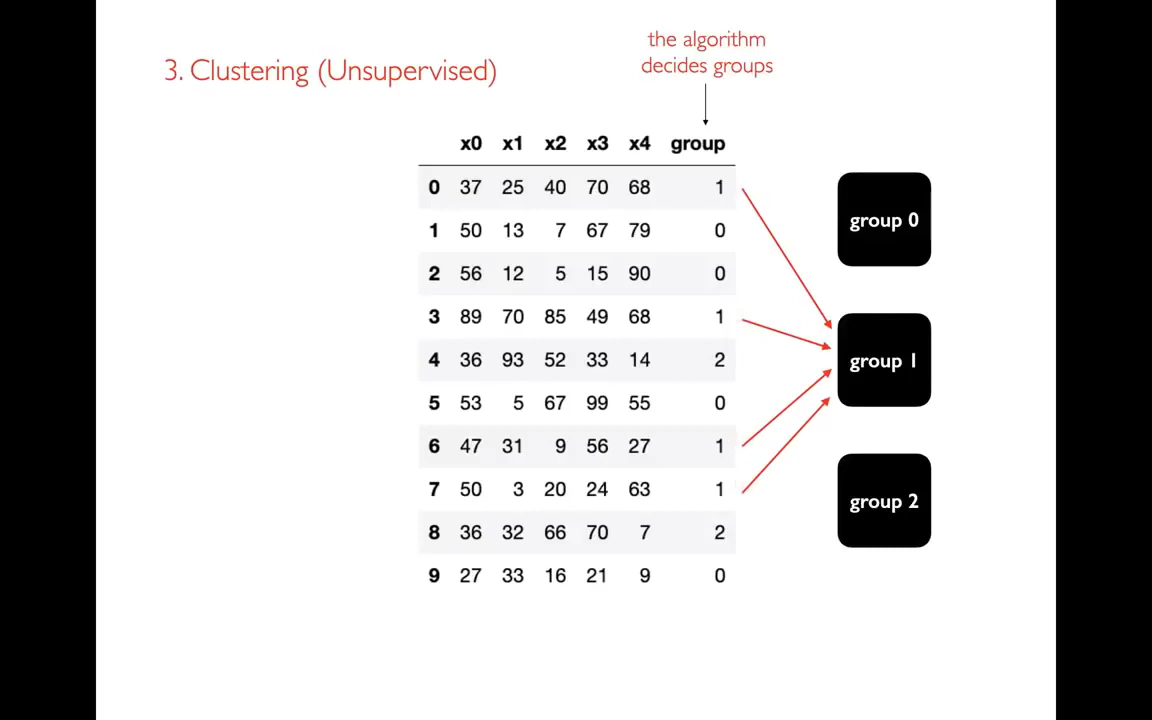 the algorithm
decides groups
3. Clustering (Unsupervised)
x0 x1 x2 x3 x4 group
0 37 25 40 70 68 1
1 50 13 7 67 79 0
2 56 12 5 15 90 0
3 89 70 85 49 68 1
4 36 93 52 33 14 2
5 53 5 67 99 55 0
6 47 31 9 56 27 1
7 50 3 20 24 63 1
8 36 32 66 70 7 2
9 27 33 16 21 9 0
group 0
group 1
group 2